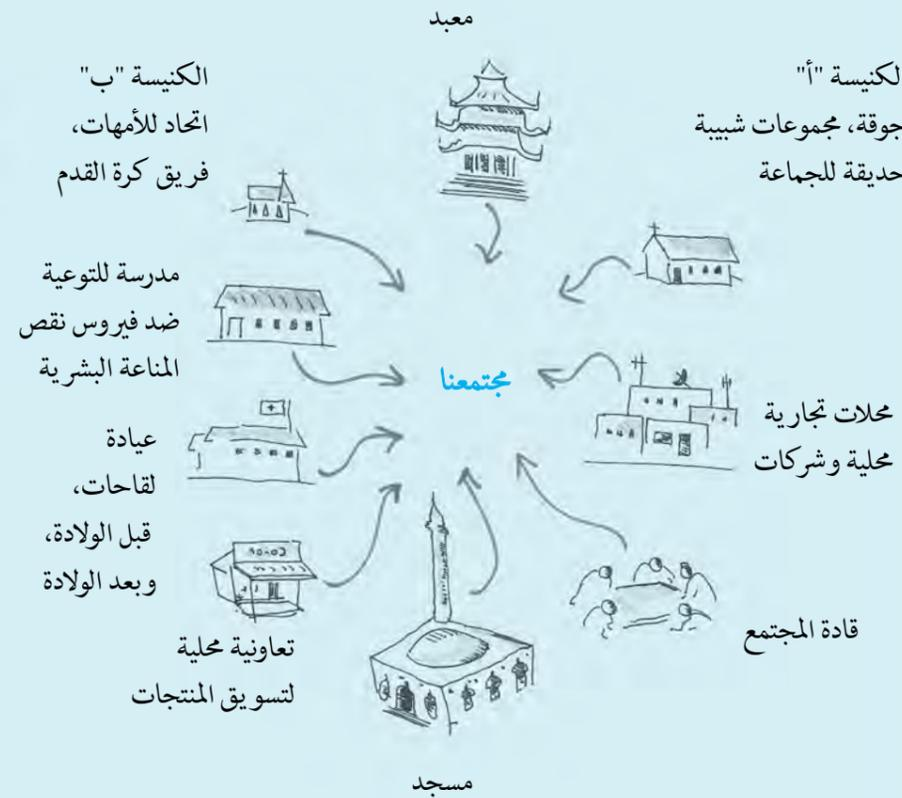 معبد
لكنيسة "أ"
جوقة، مجموعات شبيبة
حديقة للجماعة
الكنيسة "ب"
اتحاد للأمهات،
فريق كرة القدم
مدرسة للتوعية
ضد فيروس نقص
المناعة البشرية
مجتمعنا
محلات تجارية
محلية وشركات
عيادة
لقاحات،
قبل الولادة،
وبعد الولادة
قادة المجتمع
تعاونية محلية
لتسويق المنتجات
مسجد